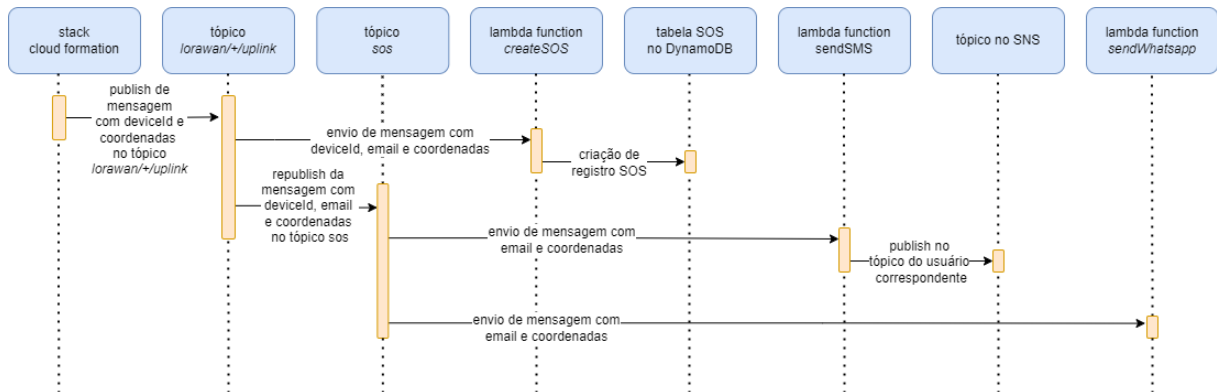 stack
cloud formation
tópico
lorawan/+/uplink
tópico
sos
lambda function
createSOS
tabela SOS
no DynamoDB
lambda function
sendSMS
tópico no SNS
lambda function
sendWhatsapp
publish de
mensagem
com deviceId e
coordenadas
no tópico
lorawan/+/uplink
envio de mensagem com
deviceId, email e coordenadas
criação de
registro SOS
republish da
mensagem com
deviceId, email
e coordenadas
no tópico sos
envio de mensagem com
email e coordenadas
publish no
tópico do usuário
correspondente
envio de mensagem com
email e coordenadas